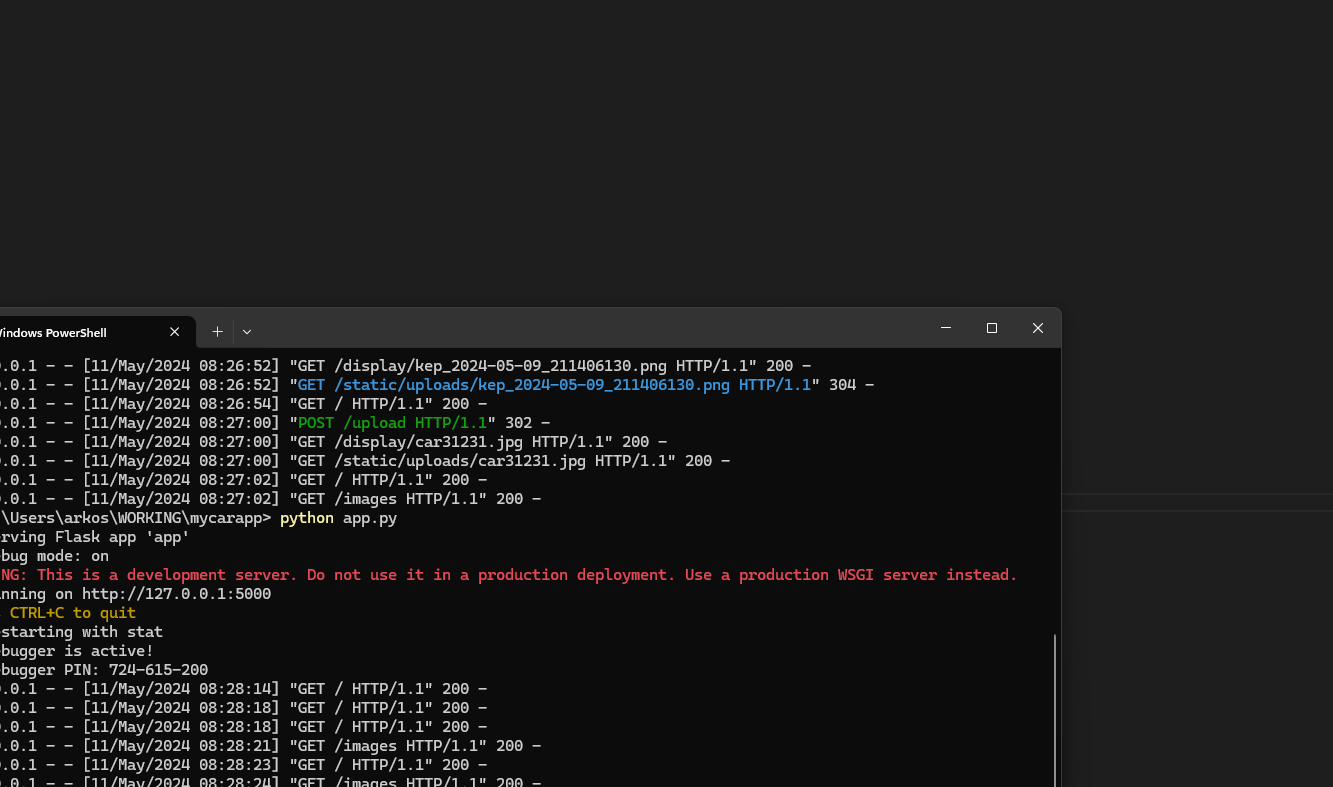 Windows PowerShell
.0.1 - - [11/May/2024 08:26:52] "GET /display/kep_2024-05-09_211406130.png HTTP/1.1" 200 -
.0.1 - - [11/May/2024 08:26:52] "GET /static/uploads/kep_2024-05-09_211406130.png HTTP/1.1" 304 -
.0.1 - - [11/May/2024 08:26:54] "GET / HTTP/1.1" 200 -
.0.1 - - [11/May/2024 08:27:00] "POST /upload HTTP/1.1" 302 -
.0.1 - - [11/May/2024 08:27:00] "GET /display/car31231.jpg HTTP/1.1" 200 -
.0.1 - - [11/May/2024 08:27:00] "GET /static/uploads/car31231.jpg HTTP/1.1" 200 -
.0.1 - - [11/May/2024 08:27:02] "GET / HTTP/1.1" 200 -
.0.1 - - [11/May/2024 08:27:02] "GET /images HTTP/1.1" 200 -
\Users\arkos\WORKING\mycarapp> python app.py
rving Flask app 'app'
bug mode: on
NG: This is a development server. Do not use it in a production deployment. Use a production WSGI server instead.
nning on http://127.0.0.1:5000
CTRL+C to quit
starting with stat
bugger is active!
bugger PIN: 724-615-200
.0.1 - - [11/May/2024 08:28:14] "GET / HTTP/1.1" 200 -
.0.1 - - [11/May/2024 08:28:18] "GET / HTTP/1.1" 200 -
.0.1 - - [11/May/2024 08:28:18] "GET / HTTP/1.1" 200 -
.0.1 - - [11/May/2024 08:28:21] "GET /images HTTP/1.1" 200 -
.0.1 - - [11/May/2024 08:28:23] "GET / HTTP/1.1" 200 -
.0.1 - - [11/May/2024 08:28:24] "GET /images HTTP/1.1" 200 -